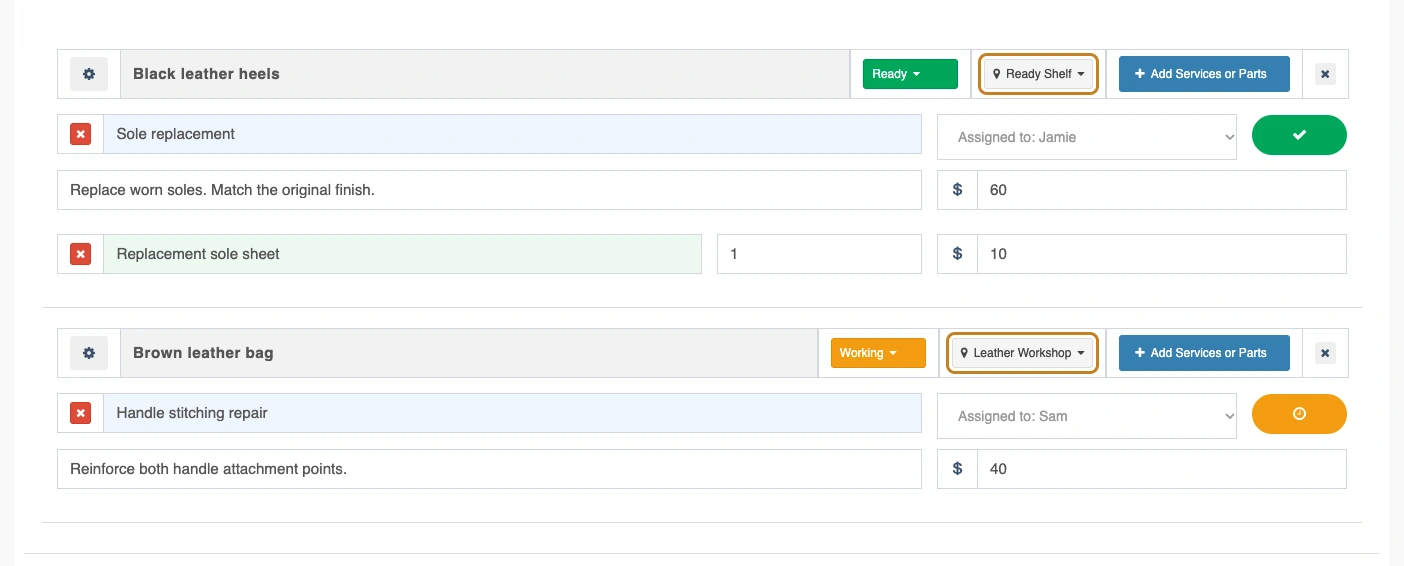 Black leather heels
Ready
Ready Shelf
+ Add Services or Parts
Sole replacement
Assigned to: Jamie
Replace worn soles. Match the original finish.
$ 60
Replacement sole sheet
1
$ 10
Brown leather bag
Working
Leather Workshop
+ Add Services or Parts
Handle stitching repair
Assigned to: Sam
Reinforce both handle attachment points.
$ 40